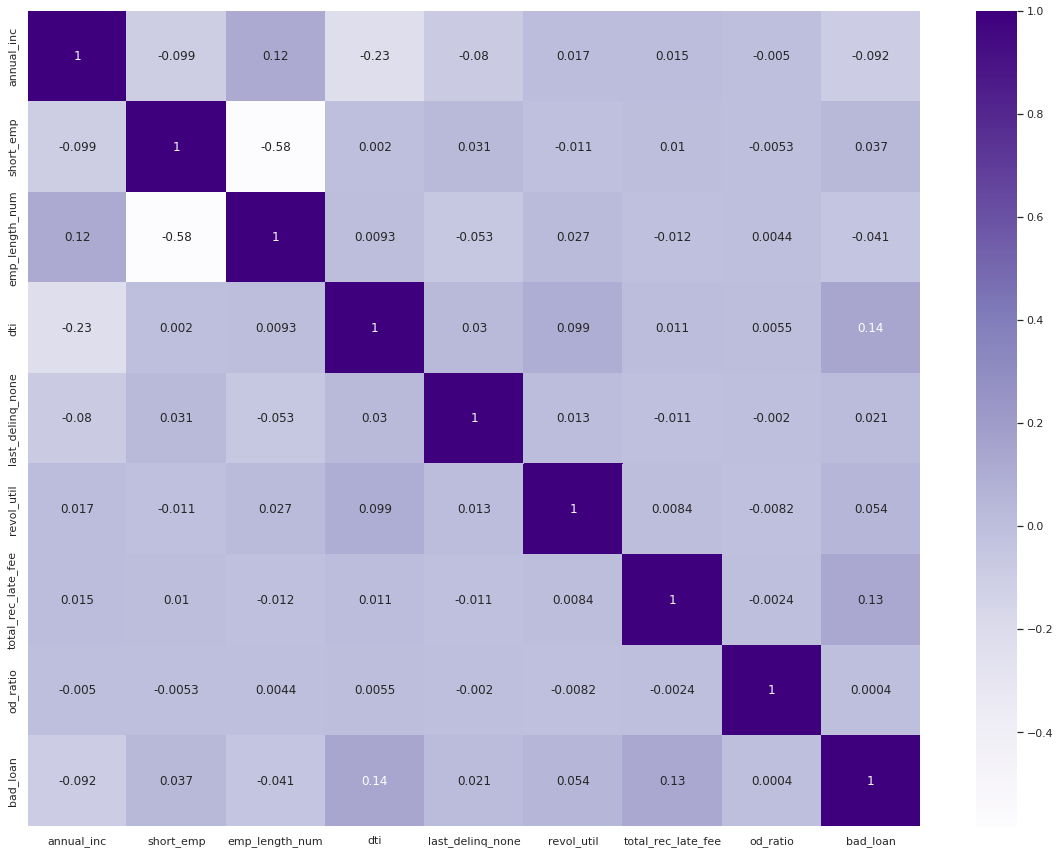 annual_inc 1 -0.099 0.12 -0.23 -0.08 0.017 0.015 -0.005 -0.092
short_emp -0.099 1 -0.58 0.002 0.031 -0.011 0.01 -0.0053 0.037
emp_length_num 0.12 -0.58 1 0.0093 -0.053 0.027 -0.012 0.0044 -0.041
dti -0.23 0.002 0.0093 1 0.03 0.099 0.011 0.0055 0.14
last_delinq_none -0.08 0.031 -0.053 0.03 1 0.013 -0.011 -0.002 0.021
revol_util 0.017 -0.011 0.027 0.099 0.013 1 0.0084 -0.0082 0.054
total_rec_late_fee 0.015 0.01 -0.012 0.011 -0.011 0.0084 1 -0.0024 0.13
od_ratio -0.005 -0.0053 0.0044 0.0055 -0.002 -0.0082 -0.0024 1 0.0004
bad_loan -0.092 0.037 -0.041 0.14 0.021 0.054 0.13 0.0004 1
annual_inc short_emp emp_length_num dti last_delinq_none revol_util total_rec_late_fee od_ratio bad_loan
1.0
0.8
0.6
0.4
0.2
0.0
−0.2
−0.4